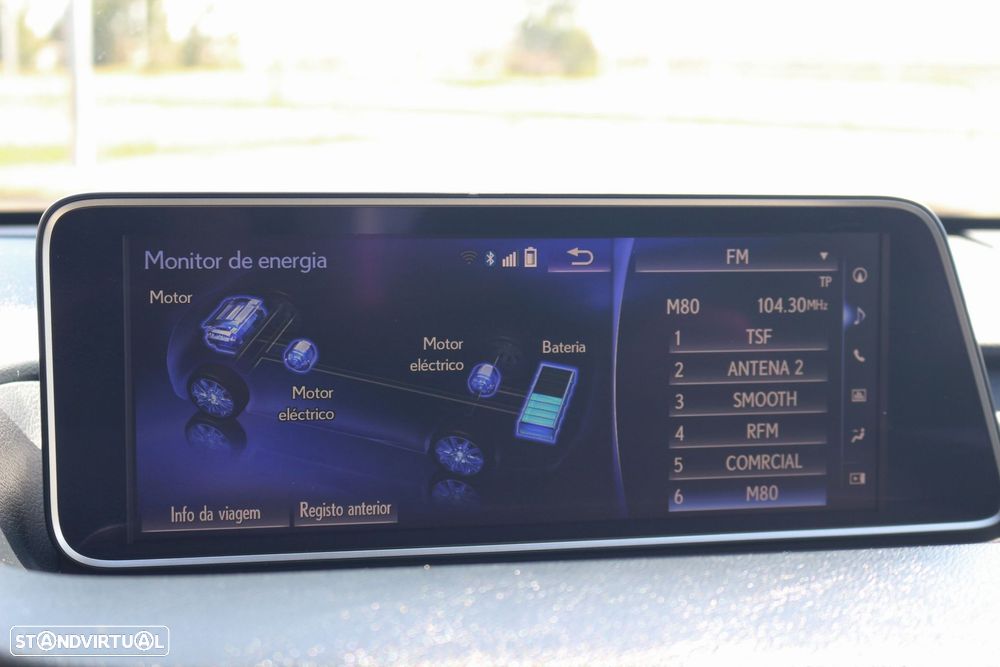 Monitor de energia
Motor
Motor
eléctrico
Motor
eléctrico
Bateria
Info da viagem
Registo anterior
FM
TP
M80 104.30MHz
1 TSF
2 ANTENA 2
3 SMOOTH
4 RFM
5 COMRCIAL
6 M80
STANDVIRTUAL